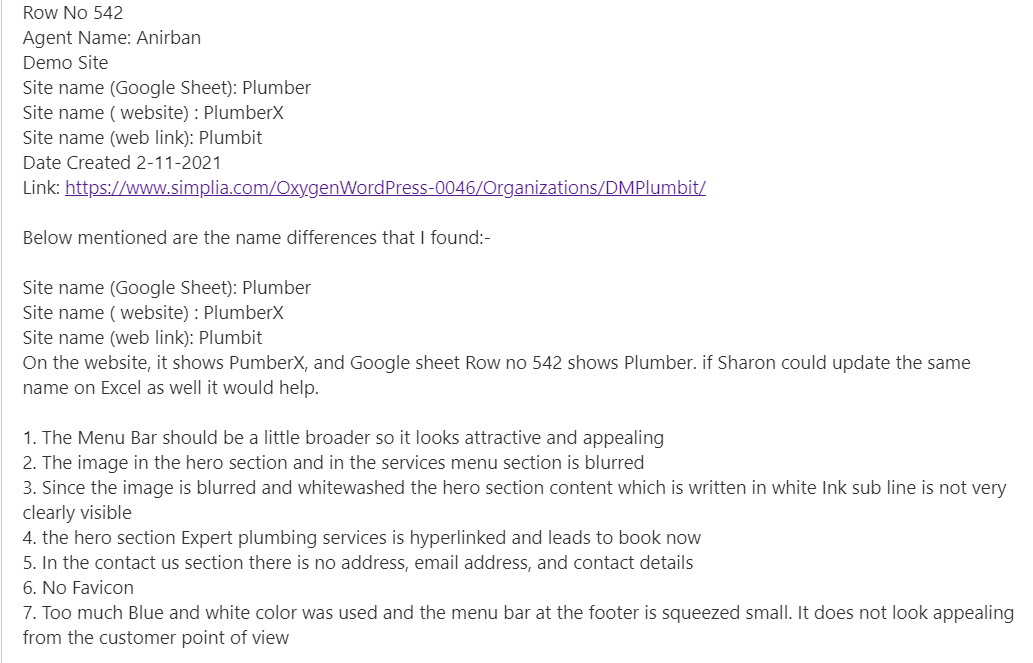 Row No 542
Agent Name: Anirban
Demo Site
Site name (Google Sheet): Plumber
Site name ( website) : PlumberX
Site name (web link): Plumbit
Date Created 2-11-2021
Link: https://www.simplia.com/OxygenWordPress-0046/Organizations/DMPlumbit/
Below mentioned are the name differences that I found:-
Site name (Google Sheet): Plumber
Site name ( website) : PlumberX
Site name (web link): Plumbit
On the website, it shows PumberX, and Google sheet Row no 542 shows Plumber. if Sharon could update the same
name on Excel as well it would help.
1. The Menu Bar should be a little broader so it looks attractive and appealing
2. The image in the hero section and in the services menu section is blurred
3. Since the image is blurred and whitewashed the hero section content which is written in white Ink sub line is not very
clearly visible
4. the hero section Expert plumbing services is hyperlinked and leads to book now
5. In the contact us section there is no address, email address, and contact details
6. No Favicon
7. Too much Blue and white color was used and the menu bar at the footer is squeezed small. It does not look appealing
from the customer point of view